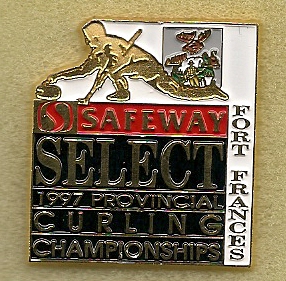 SAFEWAY
SELECT
1997 PROVINCIAL
CURLING
CHAMPIONSHIPS
FORT FRANCES